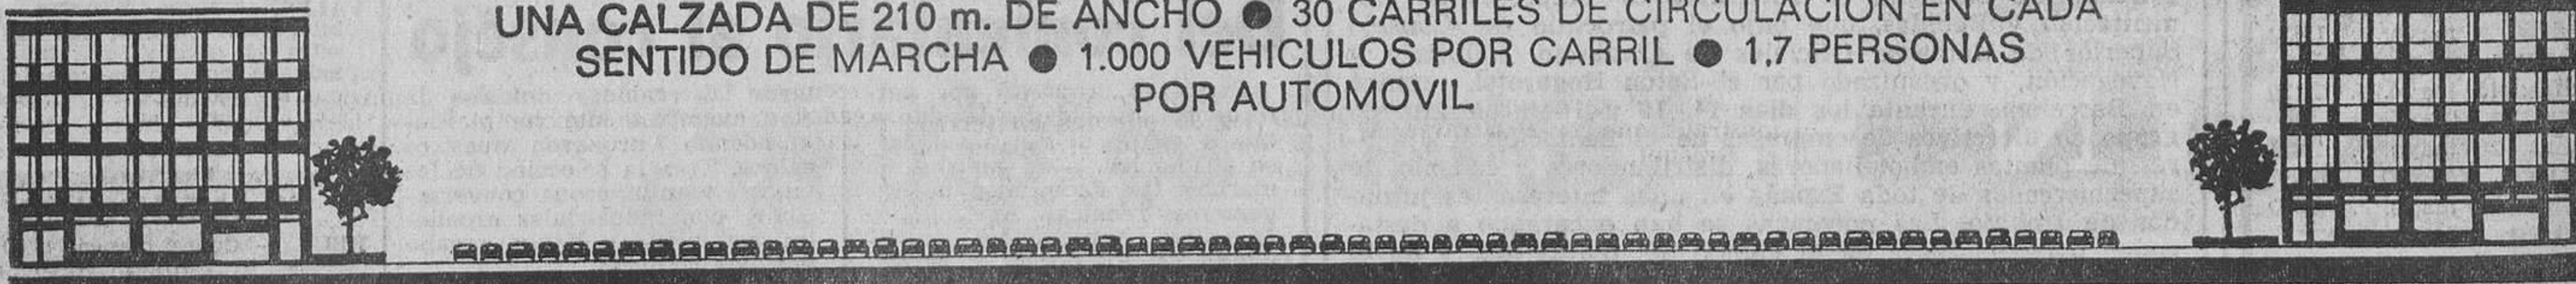 UNA CALZADA DE 210 m. DE ANCHO ● 30 CARRILES DE CIRCULACION EN CADA
SENTIDO DE MARCHA ● 1.000 VEHICULOS POR CARRIL ● 1,7 PERSONAS
POR AUTOMOVIL